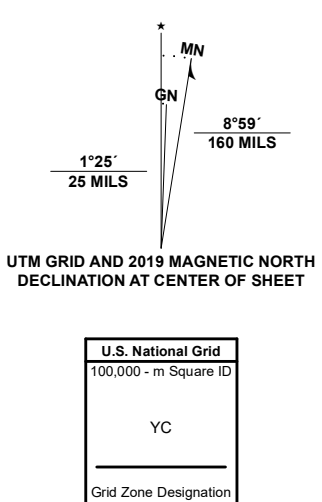 ★
MN
GN
8°59´
160 MILS
1°25´
25 MILS
UTM GRID AND 2019 MAGNETIC NORTH
DECLINATION AT CENTER OF SHEET
U.S. National Grid
100,000 - m Square ID
YC
Grid Zone Designation